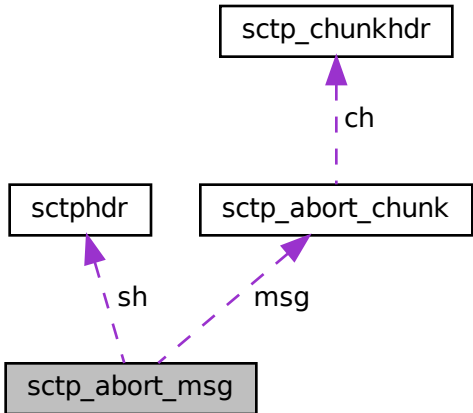 sctp_chunkhdr
ch
sctphdr
sctp_abort_chunk
sh
msg
sctp_abort_msg